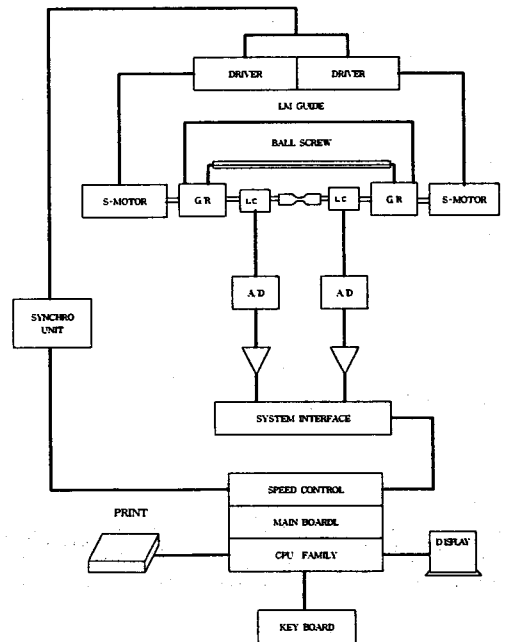 DRIVER DRIVER
LM GUIDE
BALL SCREW
S-MOTOR G/R L.C L.C G/R S-MOTOR
A/D A/D
SYNCHRO
UNIT
SYSTEM INTERFACE
SPEED CONTROL
PRINT
MAIN BOARDL
DISPLAY
CPU FAMILY
KEY BOARD